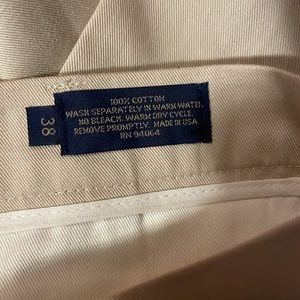 100% COTTON
WASH SEPARATELY IN WARM WATER.
NO BLEACH. WARM DRY CYCLE.
REMOVE PROMPTLY. MADE IN USA
RN 94064
38